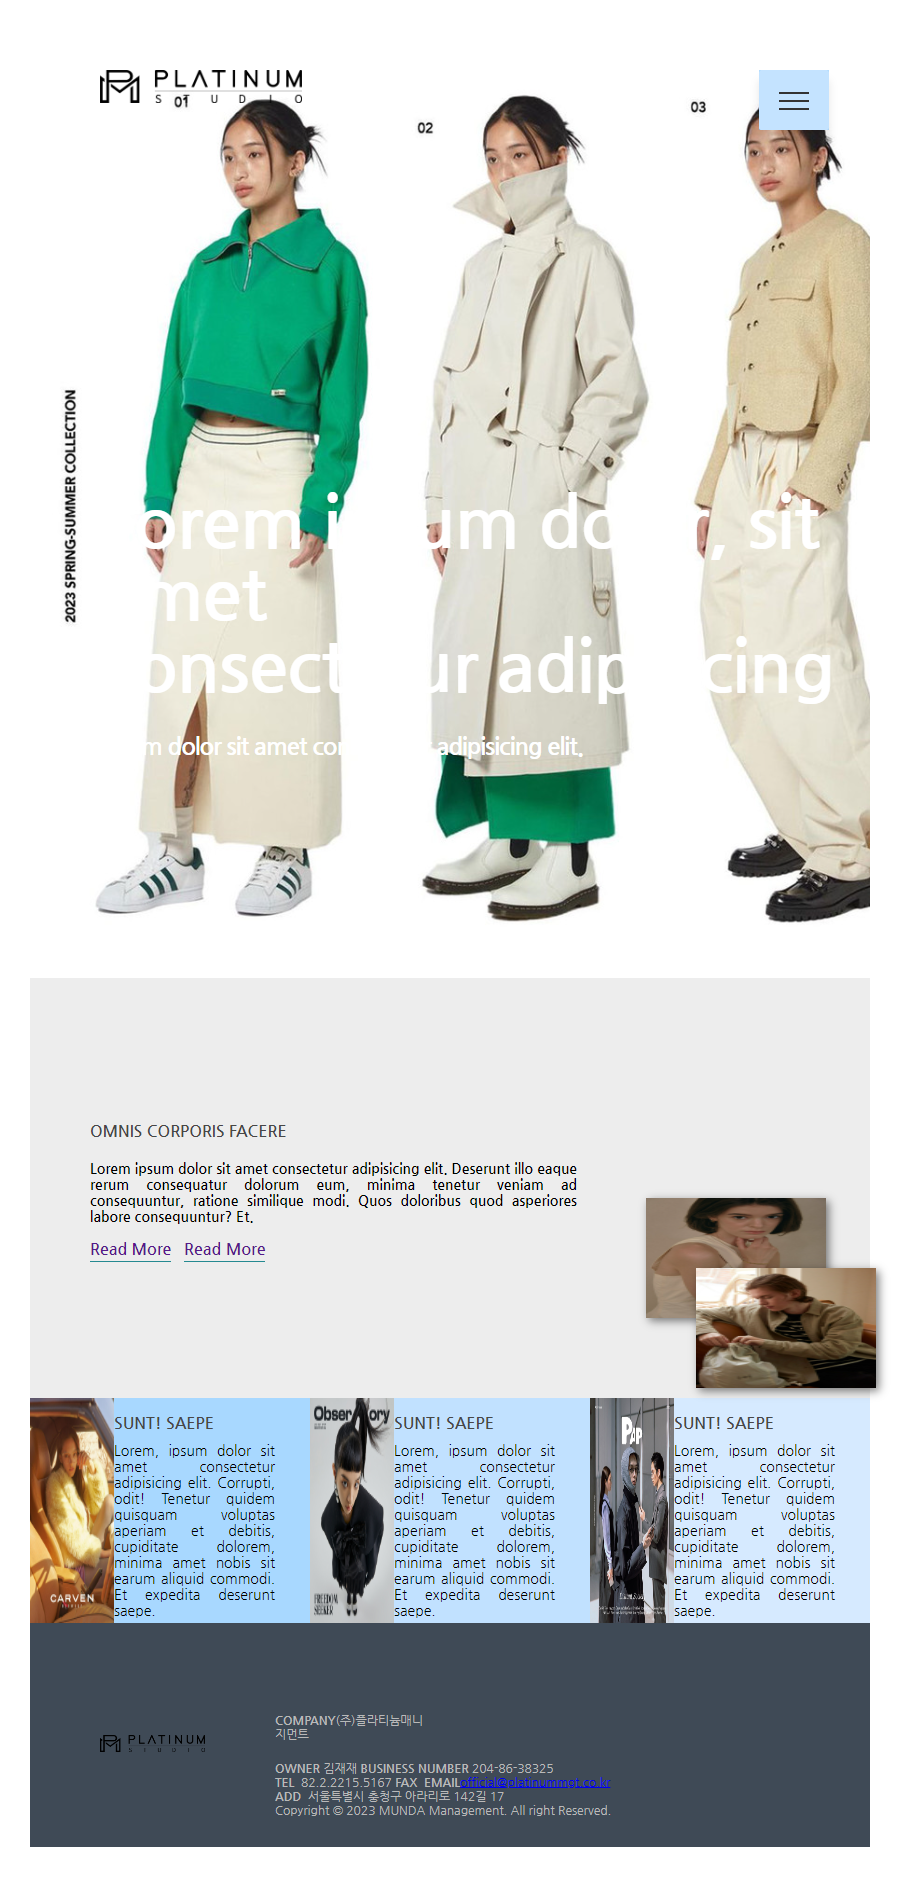 PLATINUM
STUDIO
01
02
03
2023 SPRING-SUMMER COLLECTION
orem i um do r, sit
met
onsect ur adip cing
m dolor sit amet con adipisicing elit.
OMNIS CORPORIS FACERE
Lorem ipsum dolor sit amet consectetur adipisicing elit. Deserunt illo eaque
rerum consequatur dolorum eum, minima tenetur veniam ad
consequuntur, ratione similique modi. Quos doloribus quod asperiores
labore consequuntur? Et.
Read More Read More
CARVEN
SUNT! SAEPE
Lorem, ipsum dolor sit
amet consectetur
adipisicing elit. Corrupti,
odit! Tenetur quidem
quisquam voluptas
aperiam et debitis,
cupiditate dolorem,
minima amet nobis sit
earum aliquid commodi.
Et expedita deserunt
saepe.
Obser ory
FREEDOM
SEEKER
SUNT! SAEPE
Lorem, ipsum dolor sit
amet consectetur
adipisicing elit. Corrupti,
odit! Tenetur quidem
quisquam voluptas
aperiam et debitis,
cupiditate dolorem,
minima amet nobis sit
earum aliquid commodi.
Et expedita deserunt
saepe.
SUNT! SAEPE
Lorem, ipsum dolor sit
amet consectetur
adipisicing elit. Corrupti,
odit! Tenetur quidem
quisquam voluptas
aperiam et debitis,
cupiditate dolorem,
minima amet nobis sit
earum aliquid commodi.
Et expedita deserunt
saepe.
PLATINUM
STUDIO
COMPANY(주)플라티늄매니
지먼트
OWNER 김재재 BUSINESS NUMBER 204-86-38325
TEL 82.2.2215.5167 FAX EMAILofficial@platinummgt.co.kr
ADD 서울특별시 충청구 아라리로 142길 17
Copyright © 2023 MUNDA Management. All right Reserved.